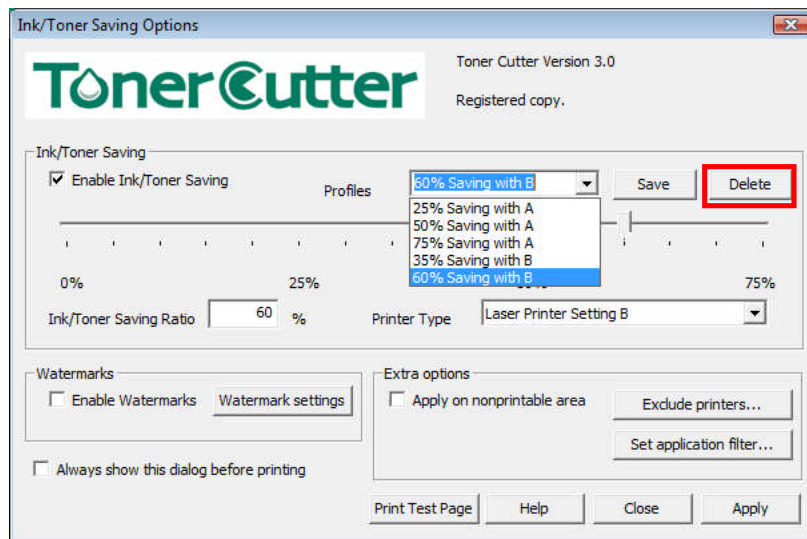 Ink/Toner Saving Options
Toner Cutter
Toner Cutter Version 3.0
Registered copy.
Ink/Toner Saving
Enable Ink/Toner Saving
Profiles
60% Saving with B
Save
Delete
25% Saving with A
50% Saving with A
75% Saving with A
35% Saving with B
60% Saving with B
0%
25%
75%
Ink/Toner Saving Ratio
60
%
Printer Type
Laser Printer Setting B
Watermarks
Enable Watermarks
Watermark settings
Extra options
Apply on nonprintable area
Exclude printers...
Set application filter...
Always show this dialog before printing
Print Test Page
Help
Close
Apply